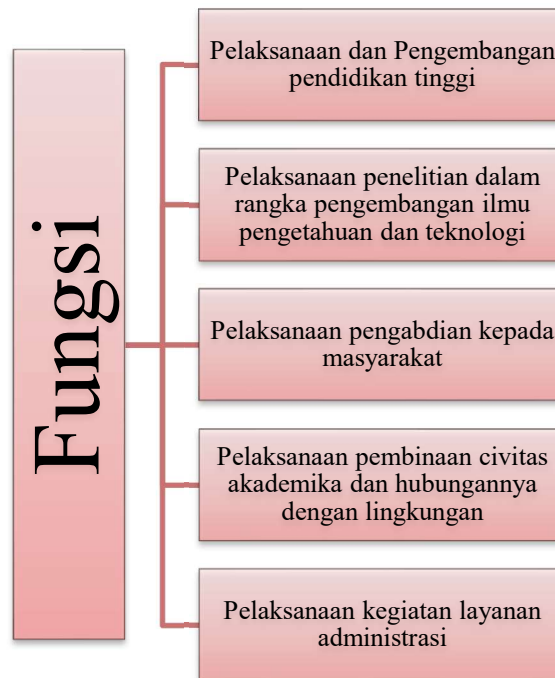 Fungsi
Pelaksanaan dan Pengembangan
pendidikan tinggi
Pelaksanaan penelitian dalam
rangka pengembangan ilmu
pengetahuan dan teknologi
Pelaksanaan pengabdian kepada
masyarakat
Pelaksanaan pembinaan civitas
akademika dan hubungannya
dengan lingkungan
Pelaksanaan kegiatan layanan
administrasi